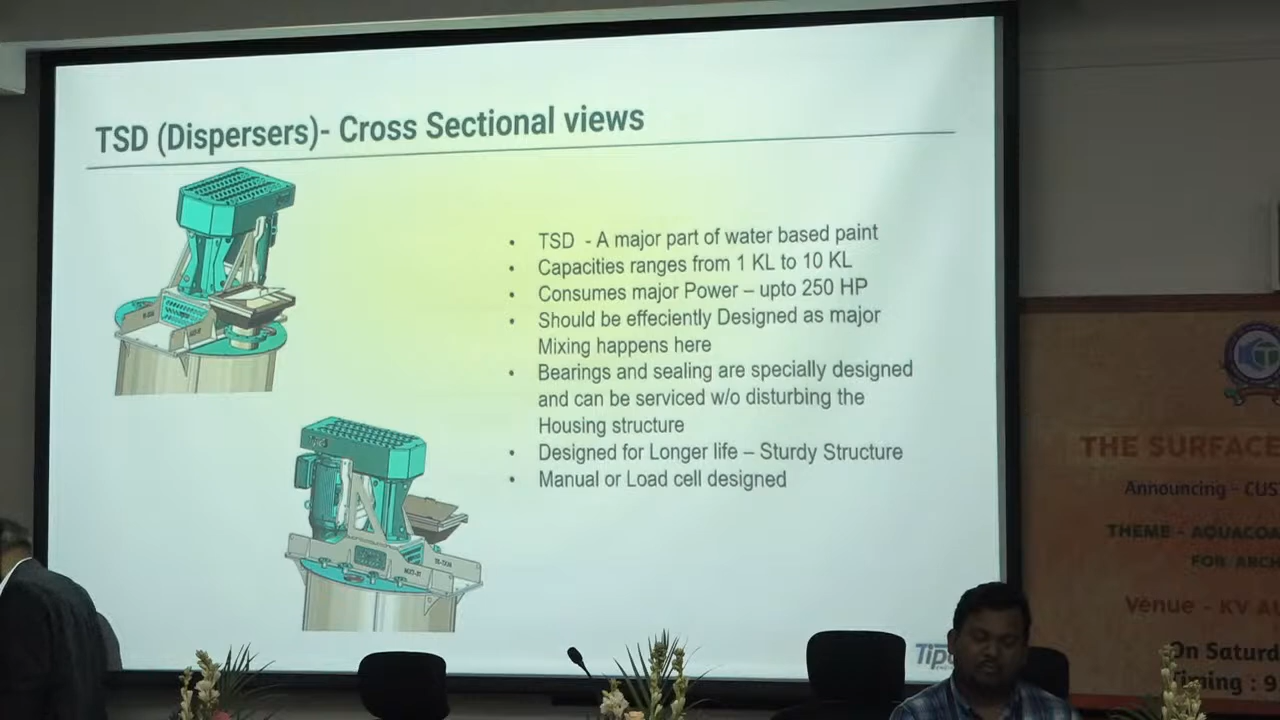 TSD (Dispersers)- Cross Sectional views
• TSD - A major part of water based paint
• Capacities ranges from 1 KL to 10 KL
• Consumes major Power – upto 250 HP
• Should be effeciently Designed as major
Mixing happens here
• Bearings and sealing are specially designed
and can be serviced w/o disturbing the
Housing structure
• Designed for Longer life – Sturdy Structure
• Manual or Load cell designed
THE SURFACE
Announcing -
THEME -
FOR
Venue - KV
On
Timing : 9